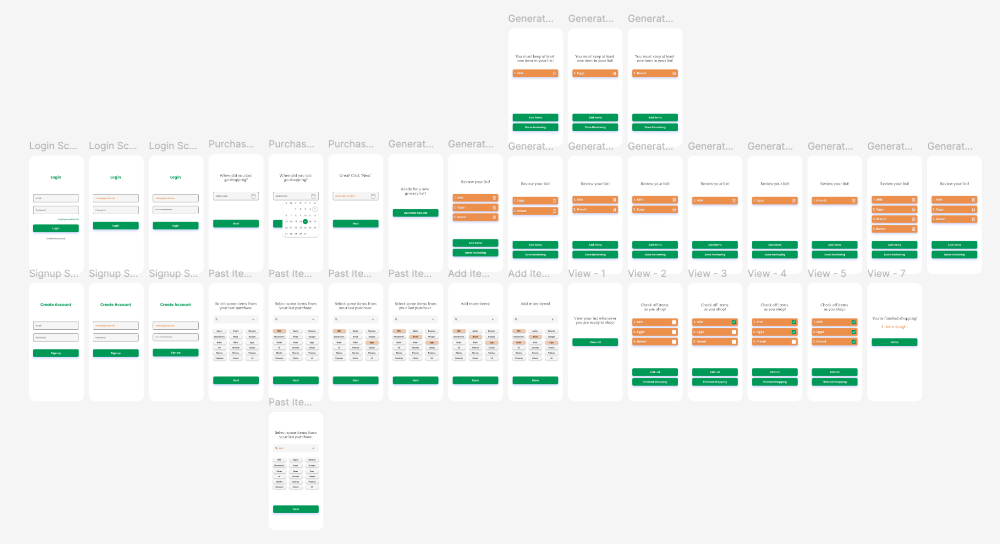 Generat...
Generat...
Generat...
You must keep at least
one item in your list!
1. Milk
Add Items
Done Reviewing
You must keep at least
one item in your list!
1. Eggs
Add Items
Done Reviewing
You must keep at least
one item in your list!
1. Bread
Add Items
Done Reviewing
Login Sc...
Login
Email
Password
Forgot your password?
Login
Create new account
Login Sc...
Login
name@gmail.com
Password
Login
Login Sc...
Login
name@gmail.com
Login
Purchas...
When did you last
go shopping?
Select Date
Next
Purchas...
When did you last
go shopping?
Select Date
S M T W T F S
1 2 3 4 5
6 7 8 9 10 11 12
13 14 15 16 17 18 19
20 21 22 23 24 25 26
27 28 29 30 31
Purchas...
Great! Click "Next."
November 17, 2022
Next
Generat...
Ready for a new
grocery list?
Generate New List
Generat...
Review your list!
1. Milk
2. Eggs
3. Bread
Add Items
Done Reviewing
Generat...
Review your list!
1. Eggs
2. Bread
Add Items
Done Reviewing
Generat...
Review your list!
1. Milk
2. Bread
Add Items
Done Reviewing
Generat...
Review your list!
1. Milk
2. Eggs
Add Items
Done Reviewing
Generat...
Review your list!
1. Milk
Add Items
Done Reviewing
Generat...
Review your list!
1. Eggs
Add Items
Done Reviewing
Generat...
Review your list!
1. Bread
Add Items
Done Reviewing
Generat...
Review your list!
1. Milk
2. Eggs
3. Bread
4. Butter
Add Items
Done Reviewing
Generat...
Review your list!
1. Milk
2. Eggs
3. Bread
Add Items
Done Reviewing
Signup S...
Create Account
Email
Password
Sign up
Signup S...
Create Account
name@gmail.com
Password
Sign up
Signup S...
Create Account
name@gmail.com
Sign up
Past Ite...
Select some items from
your last purchase.
Apples Bananas
Strawberries Bread Oranges
Butter Water Eggs
Oil Almonds Cheese
Cilantro Cherries Potatoes
Tomatoes Onions Oil
Next
Past Ite...
Select some items from
your last purchase.
Milk Apples Bananas
Strawberries Bread Oranges
Butter Water Eggs
Oil Almonds Cheese
Cilantro Cherries Potatoes
Tomatoes Onions Oil
Next
Past Ite...
Select some items from
your last purchase.
Milk Apples Bananas
Strawberries Bread Oranges
Butter Water Eggs
Oil Almonds Cheese
Cilantro Cherries Potatoes
Tomatoes Onions Oil
Next
Past Ite...
Select some items from
your last purchase.
Milk Apples Bananas
Strawberries Bread Oranges
Butter Water Eggs
Oil Almonds Cheese
Cilantro Cherries Potatoes
Tomatoes Onions Oil
Next
Add Ite...
Add more items!
Milk Apples Bananas
Strawberries Bread Oranges
Butter Water Eggs
Oil Almonds Cheese
Cilantro Cherries Potatoes
Tomatoes Onions Oil
Done
Add Ite...
Add more items!
Milk Apples Bananas
Strawberries Bread Oranges
Butter Water Eggs
Oil Almonds Cheese
Cilantro Cherries Potatoes
Tomatoes Onions Oil
Done
View - 1
View your list whenever
you are ready to shop!
View List
View - 2
Check off items
as you shop!
1. Milk
2. Eggs
3. Bread
Edit List
Finished Shopping
View - 3
Check off items
as you shop!
1. Milk
2. Eggs
3. Bread
Edit List
Finished Shopping
View - 4
Check off items
as you shop!
1. Milk
2. Eggs
3. Bread
Edit List
Finished Shopping
View - 5
Check off items
as you shop!
1. Milk
2. Eggs
3. Bread
Edit List
Finished Shopping
View - 7
You're finished shopping!
4 Items Bought
Home
Past Ite...
Select some items from
your last purchase.
Milk
Milk Apples Bananas
Strawberries Bread Oranges
Butter Water Eggs
Oil Almonds Cheese
Cilantro Cherries Potatoes
Tomatoes Onions Oil
Next